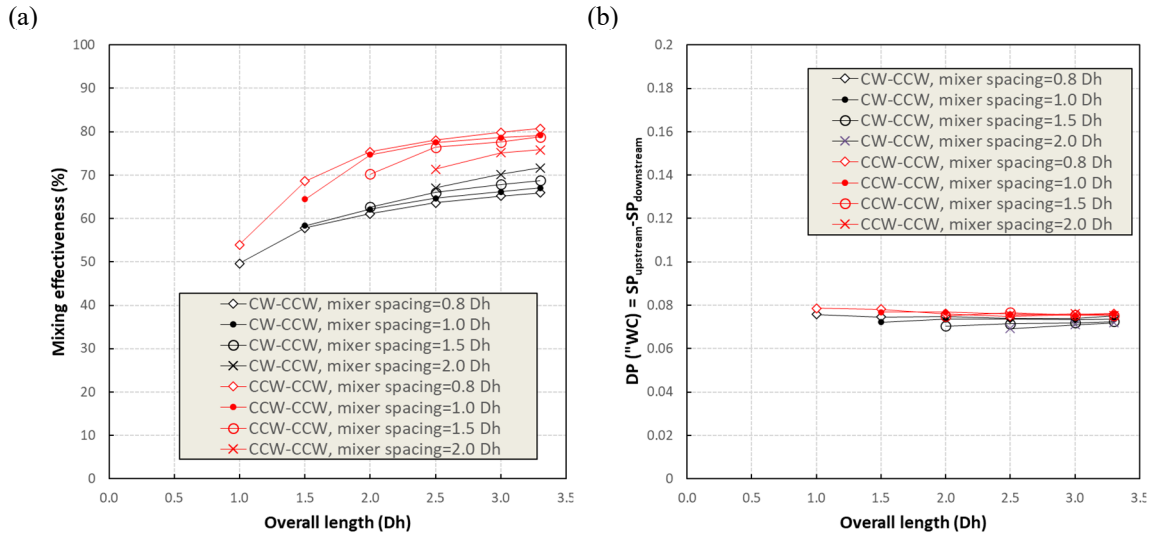 (a)
Mixing effectiveness (%)
100
90
80
70
60
50
40
30
20
10
0
CW-CCW, mixer spacing=0.8 Dh
CW-CCW, mixer spacing=1.0 Dh
CW-CCW, mixer spacing=1.5 Dh
CW-CCW, mixer spacing=2.0 Dh
CCW-CCW, mixer spacing=0.8 Dh
CCW-CCW, mixer spacing=1.0 Dh
CCW-CCW, mixer spacing=1.5 Dh
CCW-CCW, mixer spacing=2.0 Dh
0.0 0.5 1.0 1.5 2.0 2.5 3.0 3.5
Overall length (Dh)
(b)
DP ("WC) = SPupstream-SPdownstream
0.2
0.18
0.16
0.14
0.12
0.1
0.08
0.06
0.04
0.02
0
CW-CCW, mixer spacing=0.8 Dh
CW-CCW, mixer spacing=1.0 Dh
CW-CCW, mixer spacing=1.5 Dh
CW-CCW, mixer spacing=2.0 Dh
CCW-CCW, mixer spacing=0.8 Dh
CCW-CCW, mixer spacing=1.0 Dh
CCW-CCW, mixer spacing=1.5 Dh
CCW-CCW, mixer spacing=2.0 Dh
0.0 0.5 1.0 1.5 2.0 2.5 3.0 3.5
Overall length (Dh)